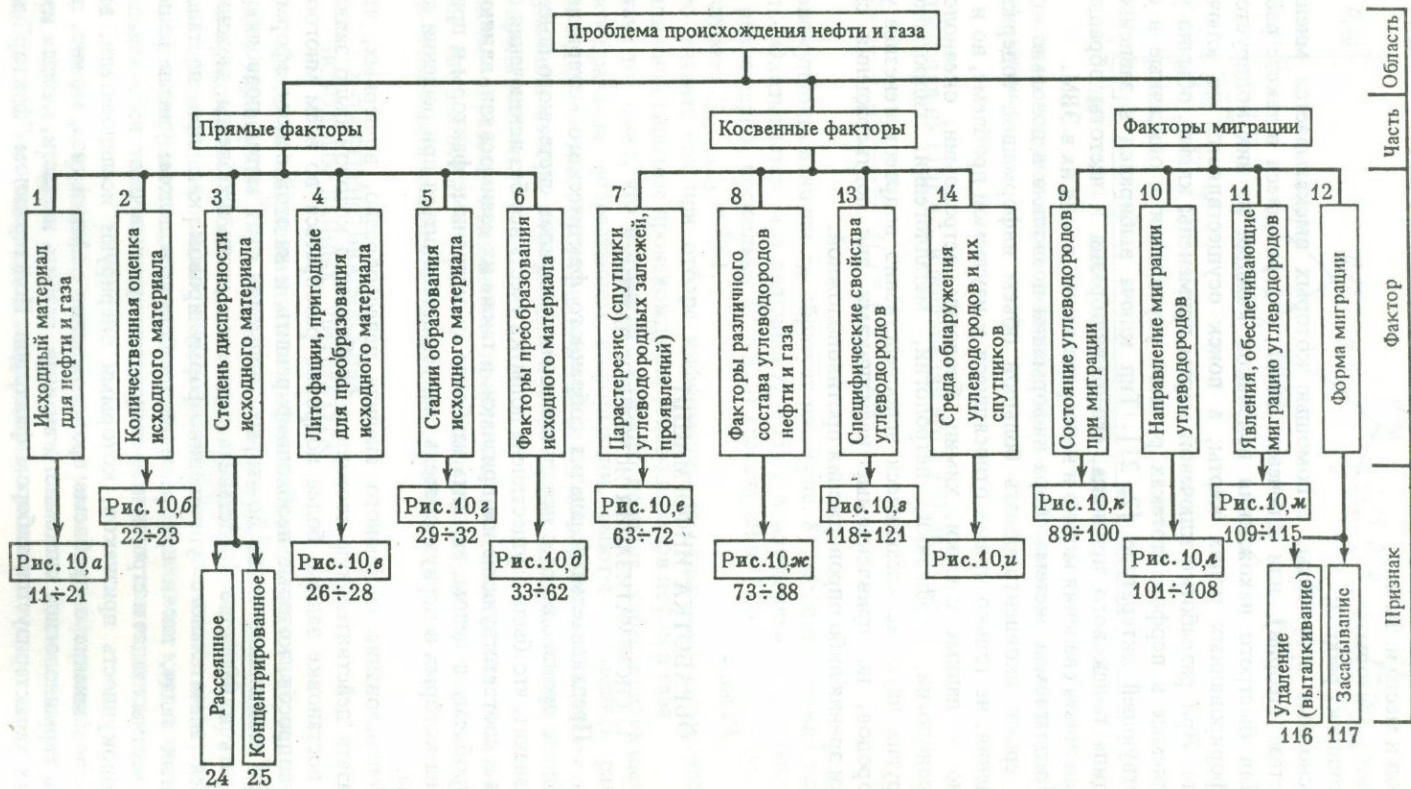 Проблема происхождения нефти и газа
Область
Прямые факторы
Косвенные факторы
Факторы миграции
Часть
1
Исходный материал
для нефти и газа
2
Количественная оценка
исходного материала
3
Степень дисперсности
исходного материала
4
Литофации, пригодные
для преобразования
исходного материала
5
Стадии образования
исходного материала
6
Факторы преобразования
исходного материала
7
Парастерезис (спутники
углеводородных залежей,
проявлений)
8
Факторы различного
состава углеводородов
нефти и газа
13
Специфические свойства
углеводородов
14
Среда обнаружения
углеводородов и их
спутников
9
Состояние углеводородов
при миграции
10
Направление миграции
углеводородов
11
Явления, обеспечивающие
миграцию углеводородов
12
Форма миграции
Фактор
Рис. 10,а
11÷21
Рис. 10,б
22÷23
Рассеянное
24
Концентрированное
25
Рис. 10,в
26÷28
Рис. 10,г
29÷32
Рис. 10,д
33÷62
Рис. 10,е
63÷72
Рис.10,ж
73÷88
Рис. 10,з
118÷121
Рис.10,и
Рис. 10,к
89÷100
Рис.10,л
101÷108
Рис. 10,м
109÷115
Удаление
(выталкивание)
116
Засасывание
117
Признак